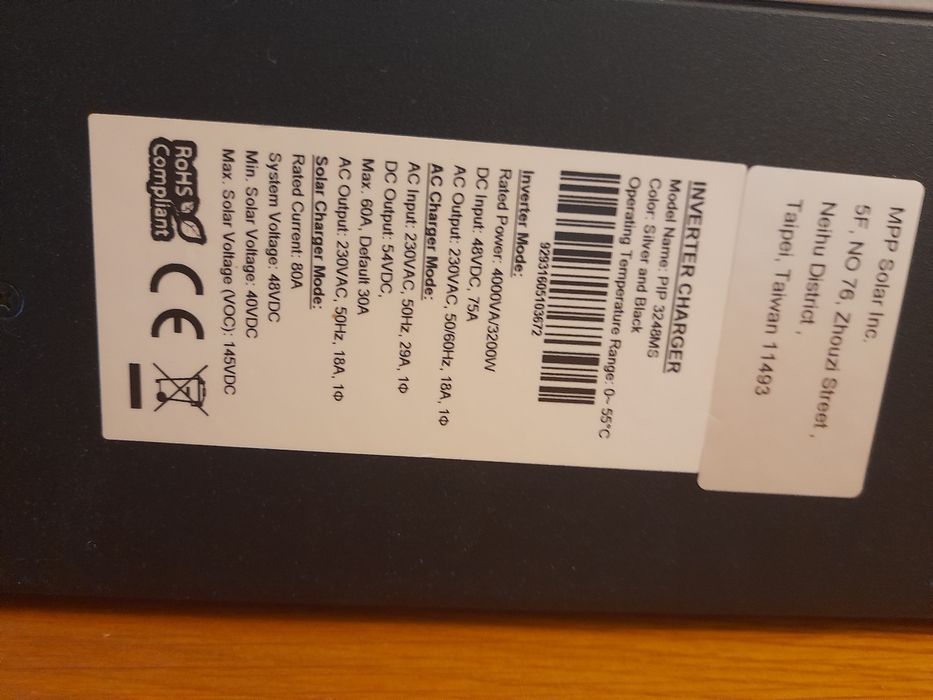 MPP Solar Inc,
5F, NO 76, Zhouzi Street ,
Neihu District ,
Taipei, Taiwan 11493
INVERTER CHARGER
Model Name: PIP 3248MS
Color: Silver and Black
Operating Temperature Range: 0~ 55°C
92931605103672
Inverter Mode:
Rated Power: 4000VA/3200W
DC Input: 48VDC, 75A
AC Output: 230VAC, 50/60Hz, 18A, 1Φ
AC Charger Mode:
AC Input: 230VAC, 50Hz, 29A, 1Φ
DC Output: 54VDC,
Max. 60A, Default 30A
AC Output: 230VAC, 50Hz, 18A, 1Φ
Solar Charger Mode:
Rated Current: 80A
System Voltage: 48VDC
Min. Solar Voltage: 40VDC
Max. Solar Voltage (VOC): 145VDC
RoHS
Compliant
CE